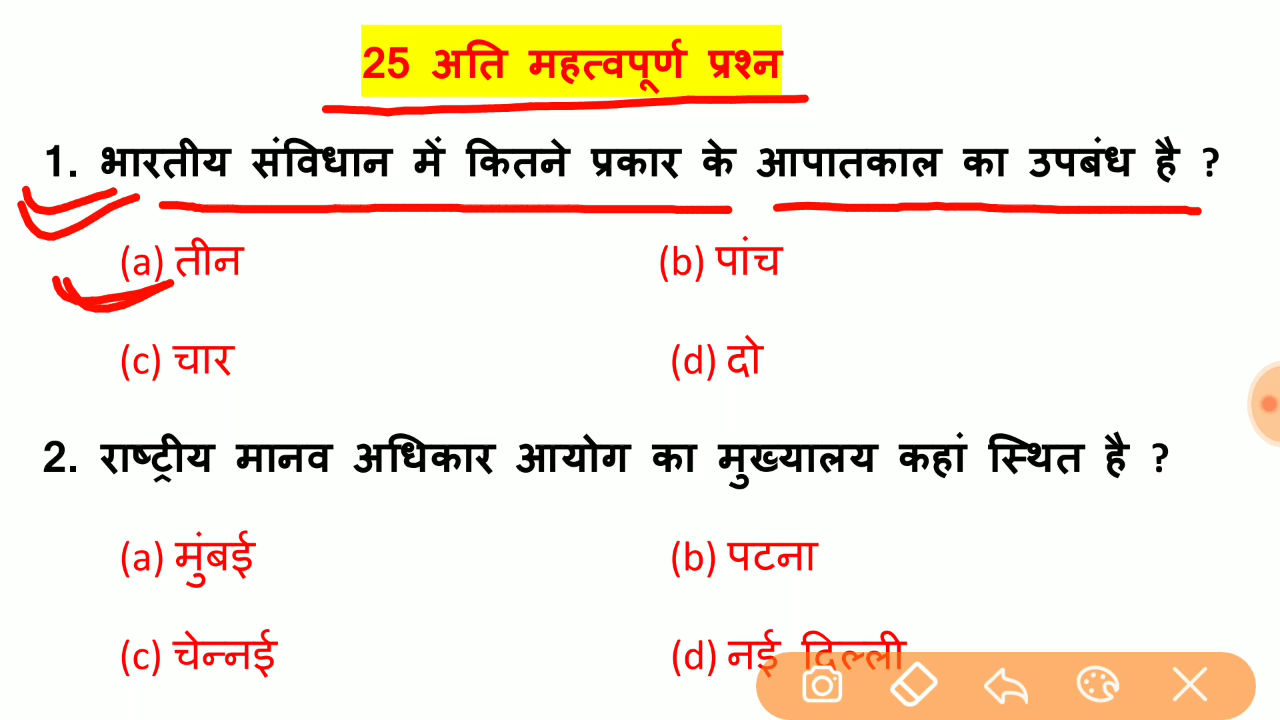 25 अति महत्वपूर्ण प्रश्न
1. भारतीय संविधान में कितने प्रकार के आपातकाल का उपबंध है ?
(a) तीन (b) पांच
(c) चार (d) दो
2. राष्ट्रीय मानव अधिकार आयोग का मुख्यालय कहां स्थित है ?
(a) मुंबई (b) पटना
(c) चेन्नई (d) नई दिल्ली